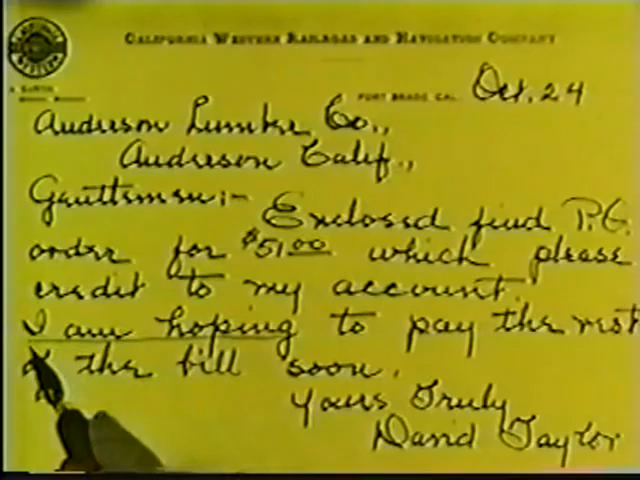 CALIFORNIA WESTERN RAILROAD AND NAVIGATION COMPANY
FORT BRAGG, CAL. Oct. 24
Anderson Lumber Co.,
Anderson Calif.,
Gentlemen:-
Enclosed find P.O.
order for $51.00 which please
credit to my account.
I am hoping to pay the rest
the bill soon.
Yours Truly
David Taylor